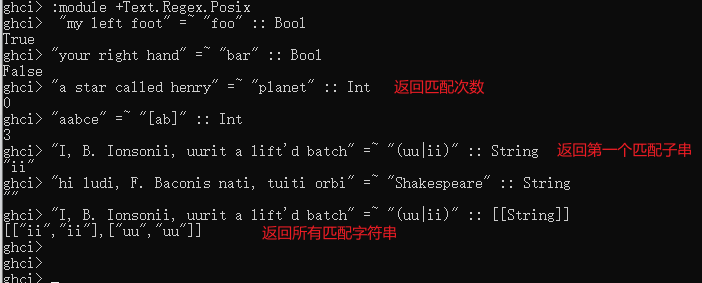 ghci> :module +Text.Regex.Posix
ghci>  "my left foot" =~ "foo" :: Bool
True
ghci> "your right hand" =~ "bar" :: Bool
False
ghci> "a star called henry" =~ "planet" :: Int 返回匹配次数
0
ghci> "aabce" =~ "[ab]" :: Int
3
ghci> "I, B. Ionsonii, uurit a lift'd batch" =~ "(uu|ii)" :: String 返回第一个匹配子串
"ii"
ghci> "hi ludi, F. Baconis nati, tuiti orbi" =~ "Shakespeare" :: String
""
ghci> "I, B. Ionsonii, uurit a lift'd batch" =~ "(uu|ii)" :: [[String]]
[["ii","ii"],["uu","uu"]] 返回所有匹配字符串
ghci>
ghci>
ghci> _